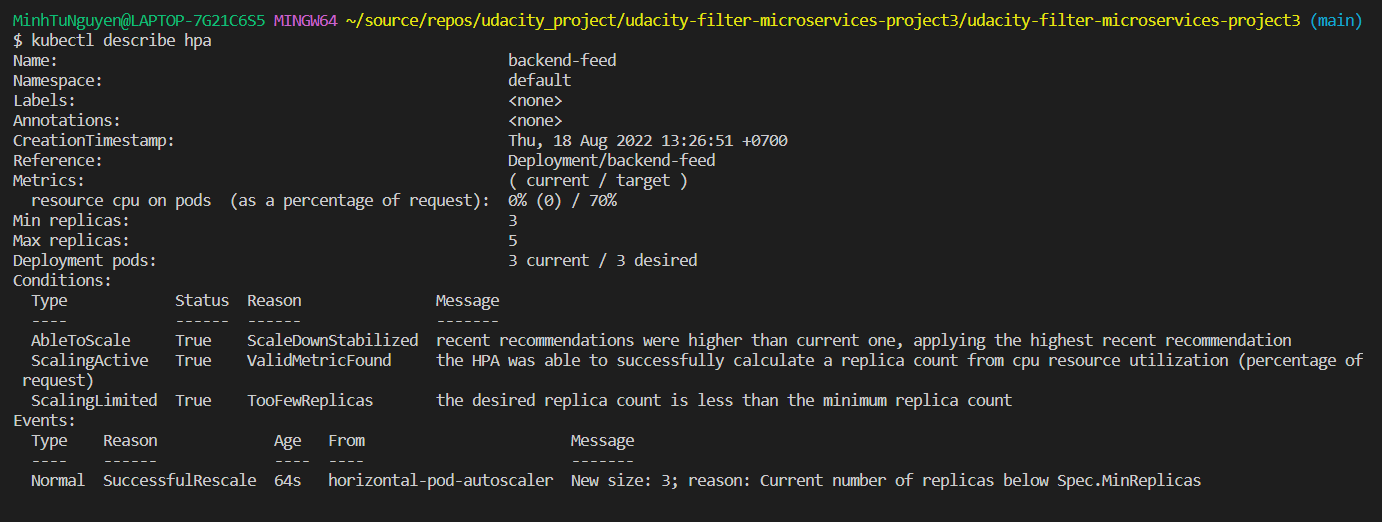 MinhTuNguyen@LAPTOP-7G21C6S5 MINGW64 ~/source/repos/udacity_project/udacity-filter-microservices-project3/udacity-filter-microservices-project3 (main)
$ kubectl describe hpa
Name:                                                  backend-feed
Namespace:                                             default
Labels:                                                <none>
Annotations:                                           <none>
CreationTimestamp:                                     Thu, 18 Aug 2022 13:26:51 +0700
Reference:                                             Deployment/backend-feed
Metrics:                                               ( current / target )
  resource cpu on pods  (as a percentage of request):  0% (0) / 70%
Min replicas:                                          3
Max replicas:                                          5
Deployment pods:                                       3 current / 3 desired
Conditions:
  Type            Status  Reason               Message
  ----            ------  ------               -------
  AbleToScale     True    ScaleDownStabilized  recent recommendations were higher than current one, applying the highest recent recommendation
  ScalingActive   True    ValidMetricFound     the HPA was able to successfully calculate a replica count from cpu resource utilization (percentage of
 request)
  ScalingLimited  True    TooFewReplicas       the desired replica count is less than the minimum replica count
Events:
  Type    Reason             Age   From                       Message
  ----    ------             ----  ----                       -------
  Normal  SuccessfulRescale  64s   horizontal-pod-autoscaler  New size: 3; reason: Current number of replicas below Spec.MinReplicas